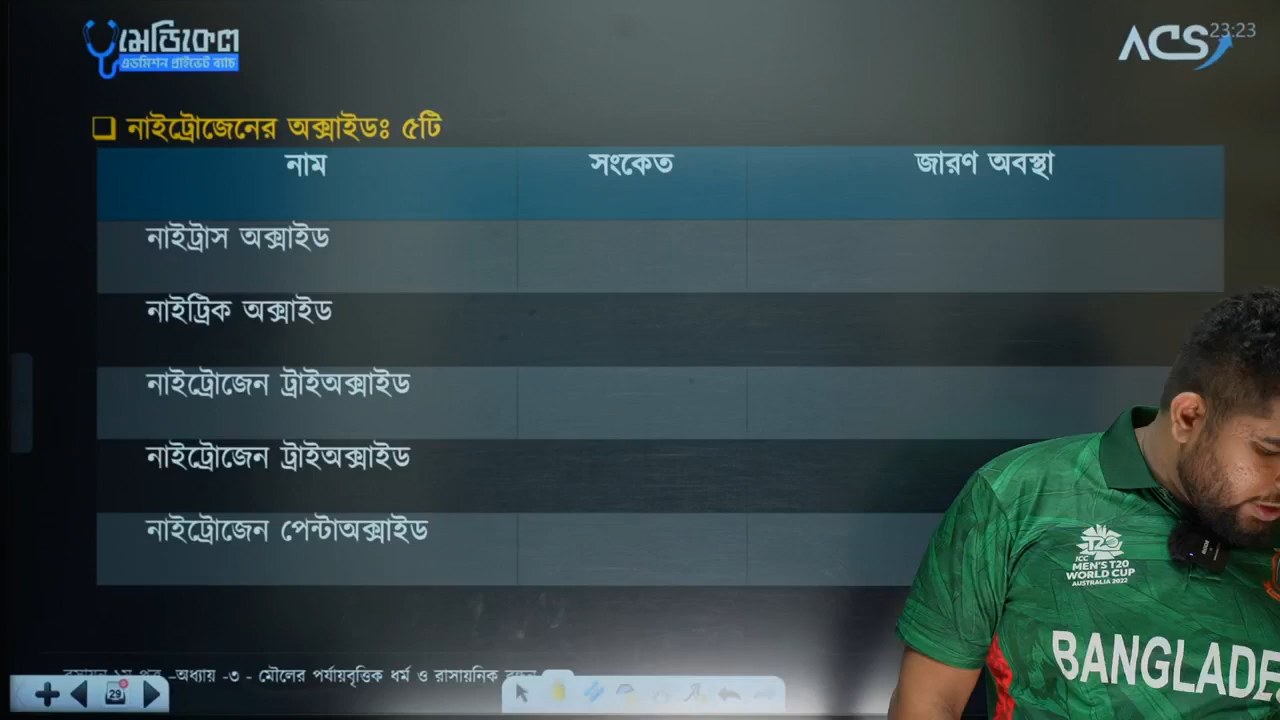 মেডিকেল
এডমিশন প্রাইভেট ব্যাচ
ACS
23:23
নাইট্রোজেনের অক্সাইডঃ ৫টি
নাম সংকেত জারণ অবস্থা
নাইট্রাস অক্সাইড
নাইট্রিক অক্সাইড
নাইট্রোজেন ট্রাইঅক্সাইড
নাইট্রোজেন ট্রাইঅক্সাইড
নাইট্রোজেন পেন্টাঅক্সাইড
-অধ্যায় -৩ - মৌলের পর্যায়বৃত্তিক ধর্ম ও রাসায়নিক
29
T20
ICC
MEN'S T20
WORLD CUP
AUSTRALIA 2022